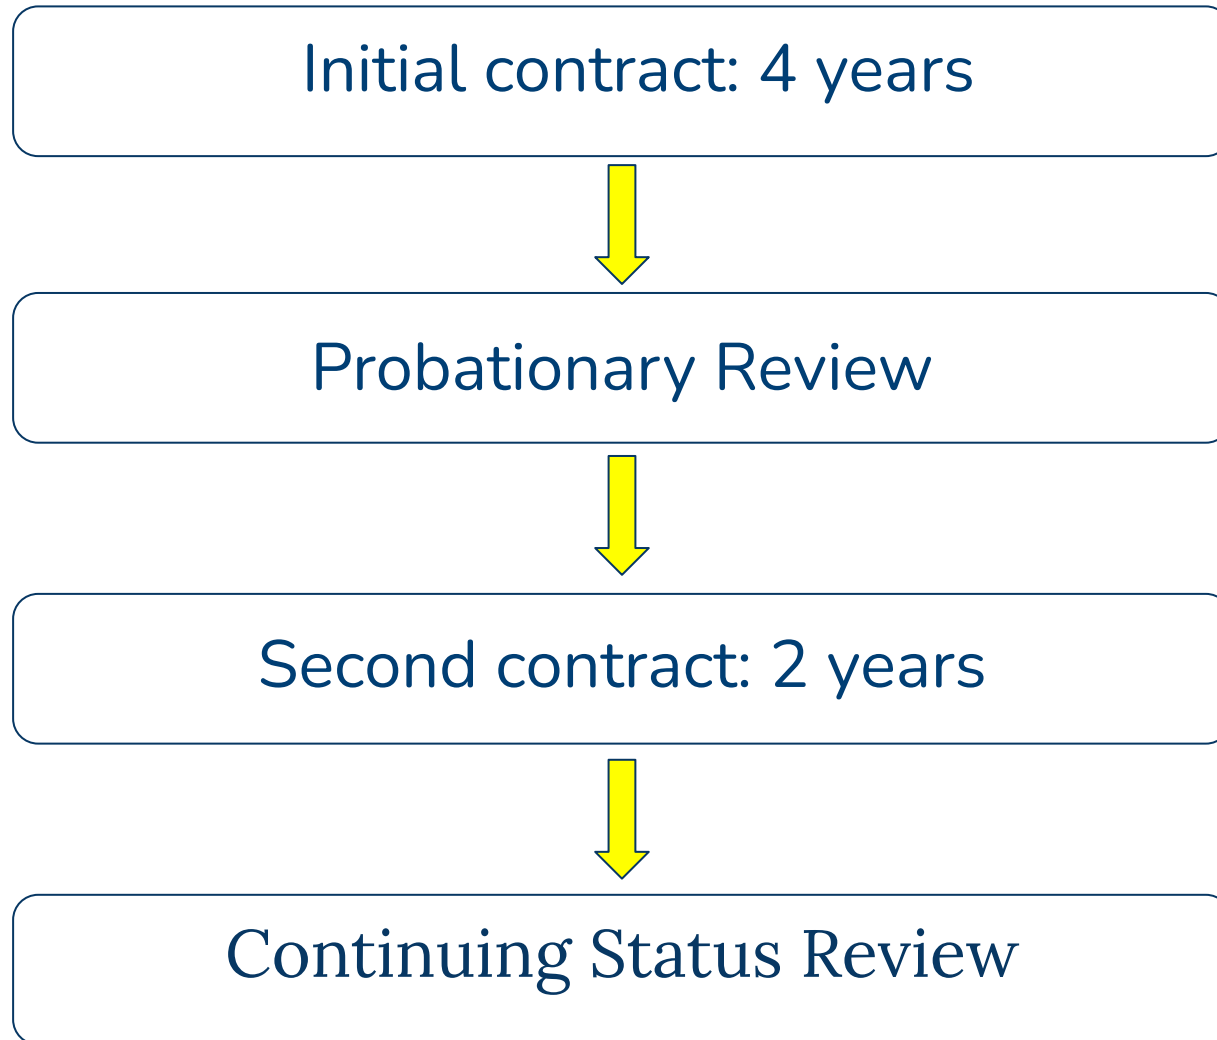 Initial contract: 4 years
Probationary Review
Second contract: 2 years
Continuing Status Review